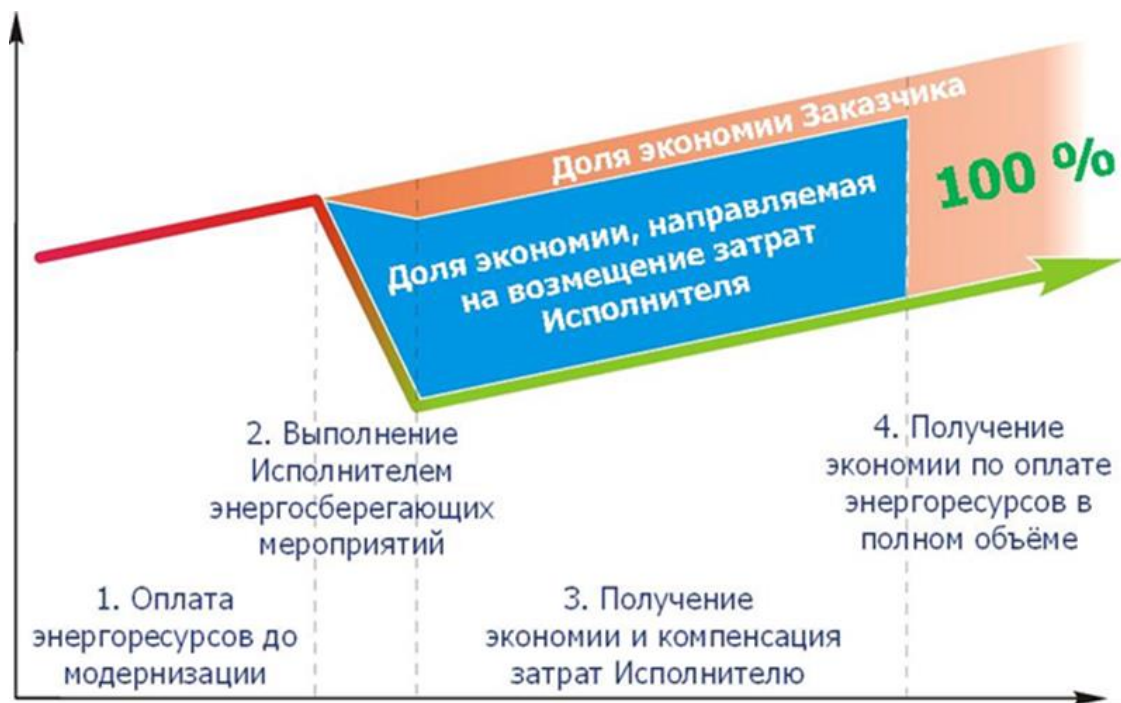 Доля экономии Заказчика
100 %
Доля экономии, направляемая
на возмещение затрат
Исполнителя
2. Выполнение
Исполнителем
энергосберегающих
мероприятий
4. Получение
экономии по оплате
энергоресурсов в
полном объёме
1. Оплата
энергоресурсов до
модернизации
3. Получение
экономии и компенсация
затрат Исполнителю